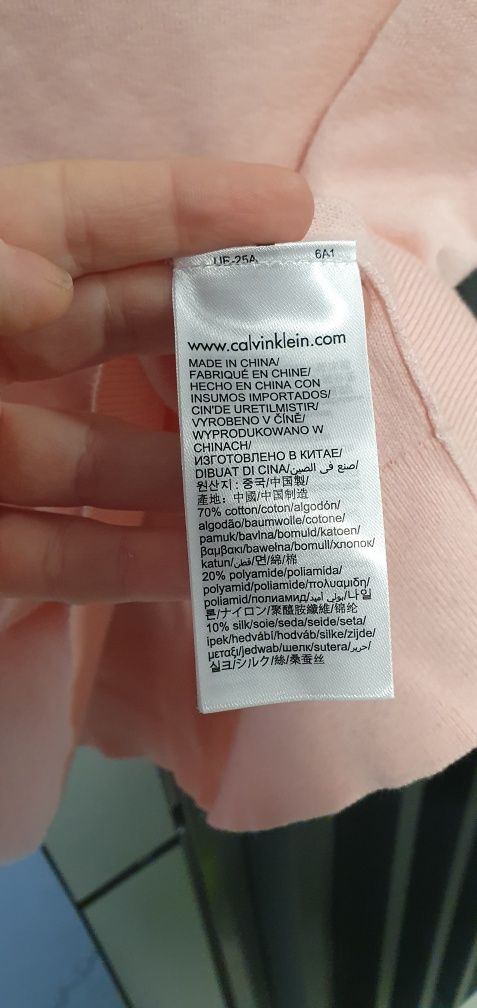 UF-25A 6A1
www.calvinklein.com
MADE IN CHINA/
FABRIQUÉ EN CHINE/
HECHO EN CHINA CON
INSUMOS IMPORTADOS/
CIN'DE URETILMISTIR/
VYROBENO V ČÍNĚ/
WYPRODUKOWANO W
CHINACH/
ИЗГОТОВЛЕНО В КИТАЕ/
DIBUAT DI CINA/صنع في الصين/
원산지 : 중국/中国製/
產地：中國/中国制造
70% cotton/coton/algodón/
algodão/baumwolle/cotone/
pamuk/bavlna/bomuld/katoen/
βαμβακι/bawełna/bomull/хлопок/
katun/قطن/면/綿/棉
20% polyamide/poliamida/
polyamid/poliamide/πολυαμιδη/
poliamid/полиамид/بولي أميد/나일
론/ナイロン/聚醯胺纖維/锦纶
10% silk/soie/seda/seide/seta/
ipek/hedvábí/hodváb/silke/zijde/
μεταξι/jedwab/шелк/sutera/حرير/
실크/シルク/絲/桑蚕丝